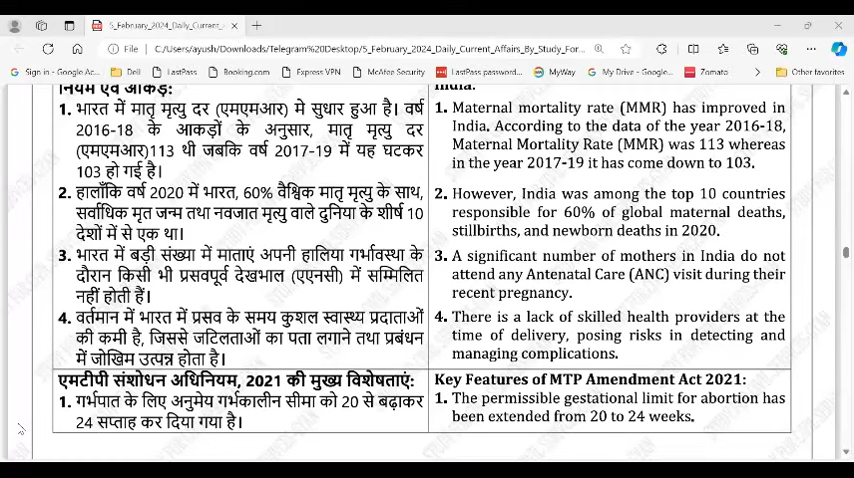 5_February_2024_Daily_Current_
File
C:/Users/ayush/Downloads/Telegram%20Desktop/5_February_2024_Daily_Current_Affairs_By_Study_For...
Sign in - Google Ac... Dell LastPass Booking.com Express VPN McAfee Security LastPass password... MyWay My Drive - Google... Zomato Other favorites
नियम एवं आंकड़े:
1. भारत में मातृ मृत्यु दर (एमएमआर) मे सुधार हुआ है। वर्ष
2016-18 के आकड़ों के अनुसार, मातृ मृत्यु दर
(एमएमआर)113 थी जबकि वर्ष 2017-19 में यह घटकर
103 हो गई है।
2. हालाँकि वर्ष 2020 में भारत, 60% वैश्विक मातृ मृत्यु के साथ,
सर्वाधिक मृत जन्म तथा नवजात मृत्यु वाले दुनिया के शीर्ष 10
देशों में से एक था।
3. भारत में बड़ी संख्या में माताएं अपनी हालिया गर्भावस्था के
दौरान किसी भी प्रसवपूर्व देखभाल (एएनसी) में सम्मिलित
नहीं होती हैं।
4. वर्तमान में भारत में प्रसव के समय कुशल स्वास्थ्य प्रदाताओं
की कमी है, जिससे जटिलताओं का पता लगाने तथा प्रबंधन
में जोखिम उत्पन्न होता है।
एमटीपी संशोधन अधिनियम, 2021 की मुख्य विशेषताएं:
1. गर्भपात के लिए अनुमेय गर्भकालीन सीमा को 20 से बढ़ाकर
24 सप्ताह कर दिया गया है।
India:
1. Maternal mortality rate (MMR) has improved in
India. According to the data of the year 2016-18,
Maternal Mortality Rate (MMR) was 113 whereas
in the year 2017-19 it has come down to 103.
2. However, India was among the top 10 countries
responsible for 60% of global maternal deaths,
stillbirths, and newborn deaths in 2020.
3. A significant number of mothers in India do not
attend any Antenatal Care (ANC) visit during their
recent pregnancy.
4. There is a lack of skilled health providers at the
time of delivery, posing risks in detecting and
managing complications.
Key Features of MTP Amendment Act 2021:
1. The permissible gestational limit for abortion has
been extended from 20 to 24 weeks.